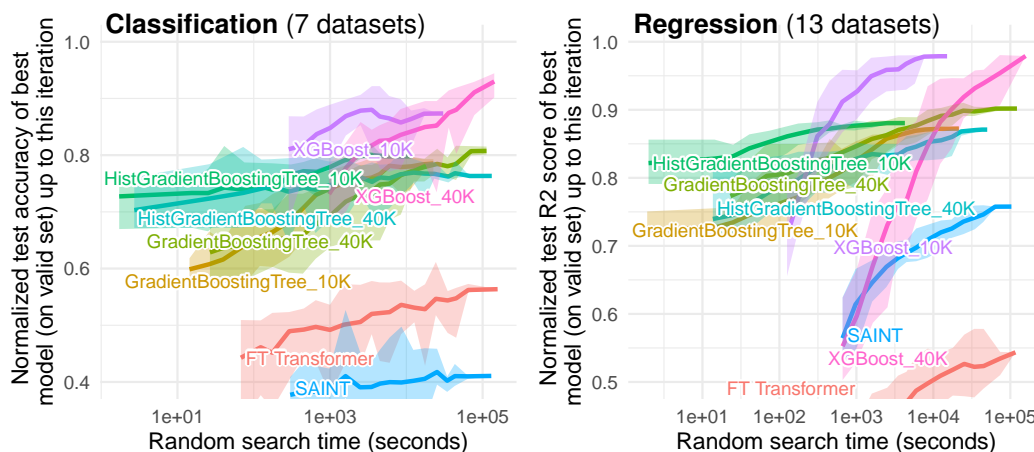 Classification (7 datasets)
Normalized test accuracy of best
model (on valid set) up to this iteration
1.0
0.8
0.6
0.4
XGBoost_10K
HistGradientBoostingTree_10K
XGBoost_40K
HistGradientBoostingTree_40K
GradientBoostingTree_40K
GradientBoostingTree_10K
FT Transformer
SAINT
1e+01
1e+03
1e+05
Random search time (seconds)
Regression (13 datasets)
Normalized test R2 score of best
model (on valid set) up to this iteration
1.0
0.9
0.8
0.7
0.6
0.5
HistGradientBoostingTree_10K
GradientBoostingTree_40K
HistGradientBoostingTree_40K
GradientBoostingTree_10K
XGBoost_10K
SAINT
XGBoost_40K
FT Transformer
1e+01
1e+02
1e+03
1e+04
1e+05
Random search time (seconds)